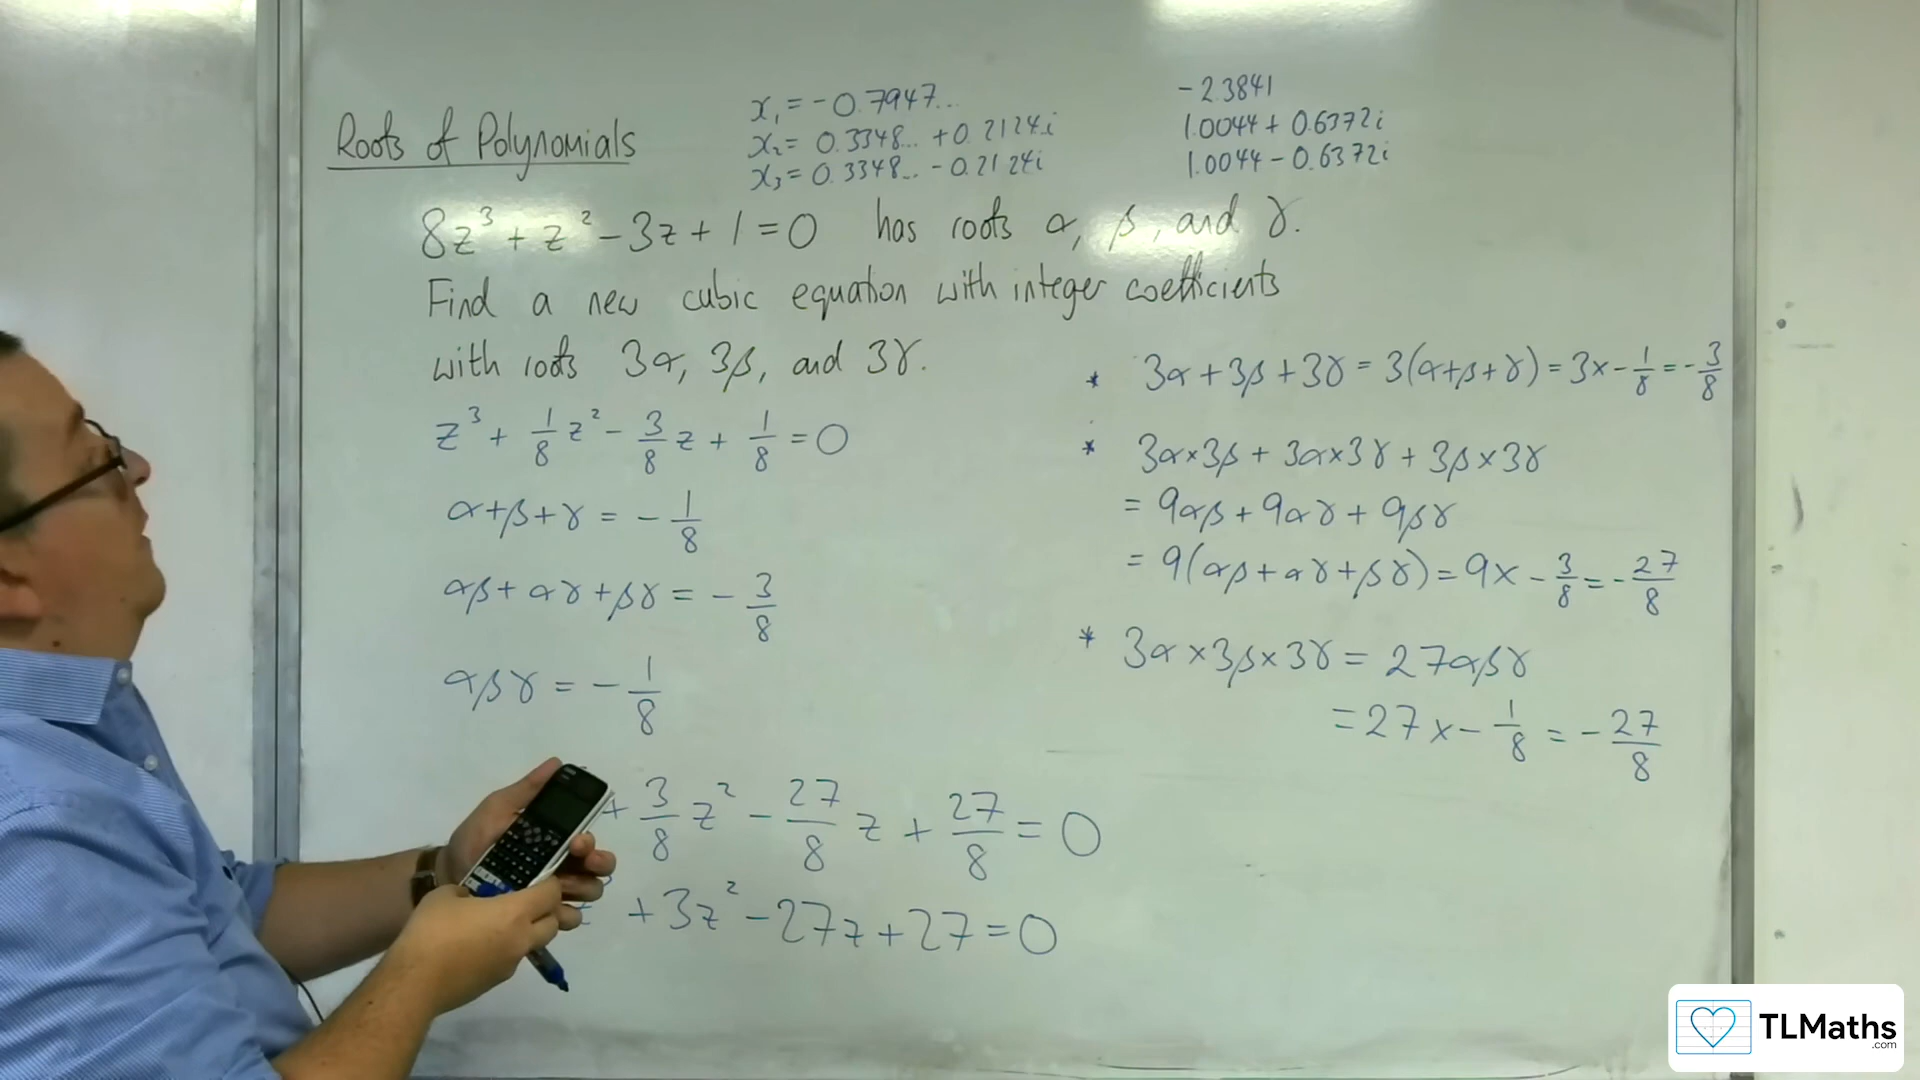 Roots of Polynomials
x₁ = -0.7947...
x₂ = 0.3348... + 0.2124i
x₃ = 0.3348... - 0.2124i
-2.3841
1.0044 + 0.6372i
1.0044 - 0.6372i
8z³ + z² - 3z + 1 = 0 has roots α, β, and γ.
Find a new cubic equation with integer coefficients
with roots 3α, 3β, and 3γ.
z³ + 1/8 z² - 3/8 z + 1/8 = 0
α+β+γ = -1/8
αβ+αγ+βγ = -3/8
αβγ = -1/8
+ 3/8 z² - 27/8 z + 27/8 = 0
+ 3z² - 27z + 27 = 0
* 3α + 3β + 3γ = 3(α+β+γ) = 3×-1/8 = -3/8
* 3α×3β + 3α×3γ + 3β×3γ
= 9αβ + 9αγ + 9βγ
= 9(αβ+αγ+βγ) = 9×-3/8 = -27/8
* 3α×3β×3γ = 27αβγ
= 27×-1/8 = -27/8
TLMaths
.com